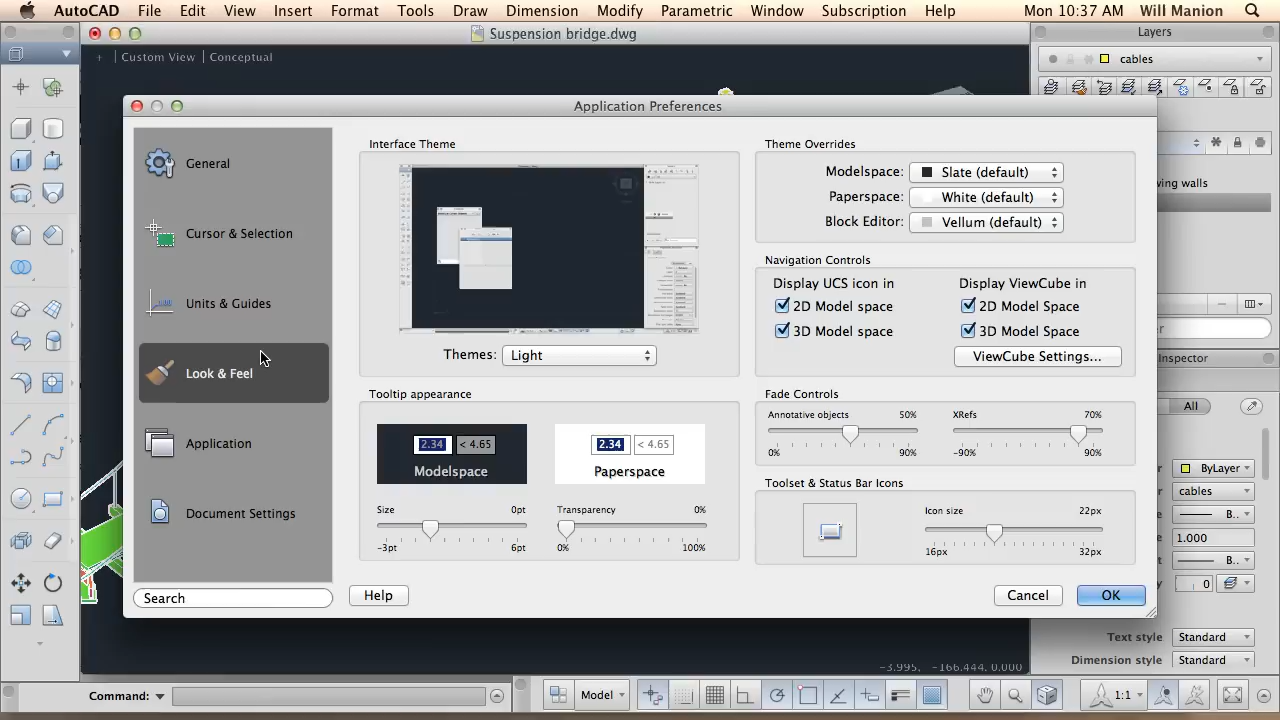 AutoCAD File Edit View Insert Format Tools Draw Dimension Modify Parametric Window Subscription Help Mon 10:37 AM Will Manion
Suspension bridge.dwg
Layers
+ | Custom View | Conceptual
cables
Application Preferences
General
Cursor & Selection
Units & Guides
Look & Feel
Application
Document Settings
Search
Interface Theme
Themes: Light
Tooltip appearance
2.34 < 4.65
Modelspace
2.34 < 4.65
Paperspace
Size 0pt
-3pt 6pt
Transparency 0%
0% 100%
Theme Overrides
Modelspace: Slate (default)
Paperspace: White (default)
Block Editor: Vellum (default)
Navigation Controls
Display UCS icon in
2D Model space
3D Model space
Display ViewCube in
2D Model Space
3D Model Space
ViewCube Settings...
Fade Controls
Annotative objects 50%
0% 90%
XRefs 70%
-90% 90%
Toolset & Status Bar Icons
Icon size 22px
16px 32px
Help
Cancel
OK
wing walls
r
Inspector
All
r ByLayer
r cables
e B..
e 1.000
t B..
y 0
Text style Standard
Dimension style Standard
-3.995, -166.444, 0.000
Command:
Model
1:1